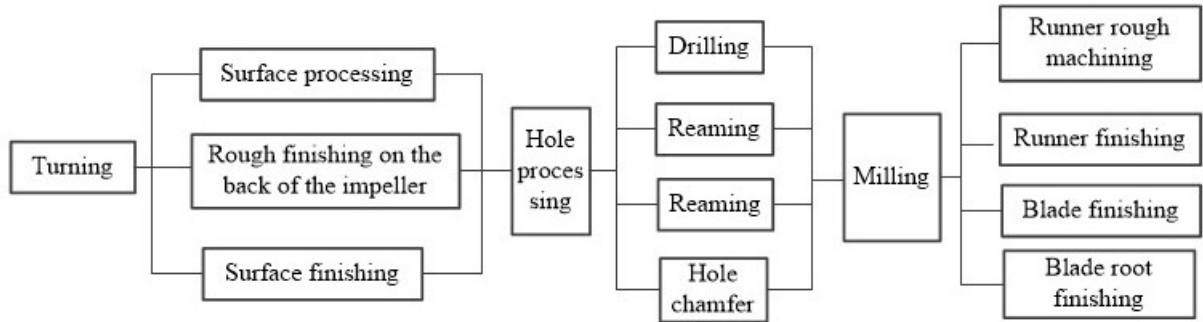 Turning
Surface processing
Rough finishing on the
back of the impeller
Surface finishing
Hole
proces
sing
Drilling
Reaming
Reaming
Hole
chamfer
Milling
Runner rough
machining
Runner finishing
Blade finishing
Blade root
finishing